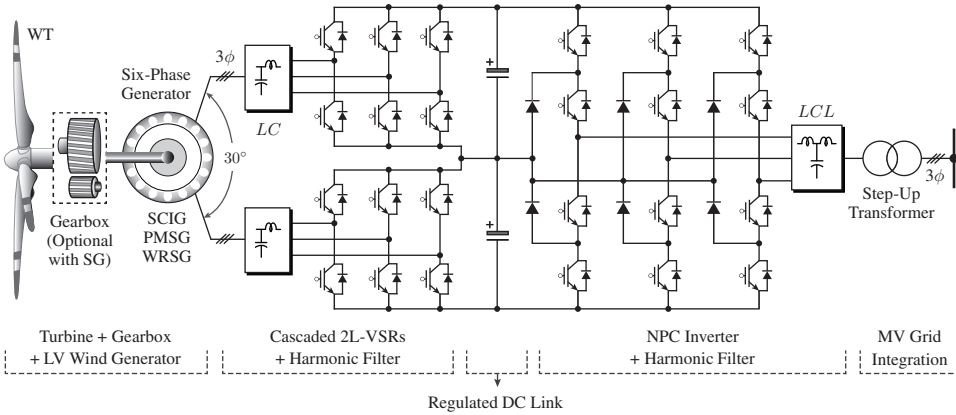 WT
Six-Phase
Generator
3ϕ
LC
30°
Gearbox
(Optional
with SG)
SCIG
PMSG
WRSG
+
+
LCL
3ϕ
Step-Up
Transformer
Turbine + Gearbox
+ LV Wind Generator
Cascaded 2L-VSRs
+ Harmonic Filter
NPC Inverter
+ Harmonic Filter
MV Grid
Integration
Regulated DC Link